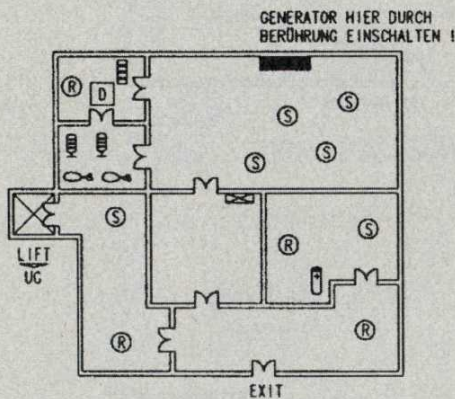 GENERATOR HIER DURCH
BERÜHRUNG EINSCHALTEN !
R
D
S
S
S
S
S
S
R
LIFT
UG
R
R
EXIT